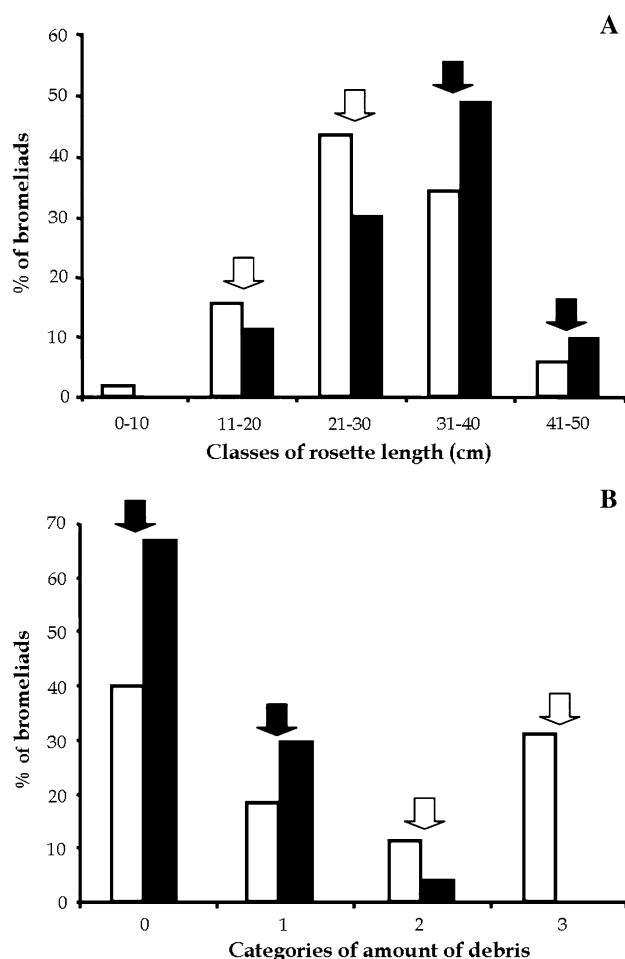 A
60
50
40
30
20
10
0
% of bromeliads
0-10 11-20 21-30 31-40 41-50
Classes of rosette length (cm)
B
70
60
50
40
30
20
10
0
% of bromeliads
0 1 2 3
Categories of amount of debris